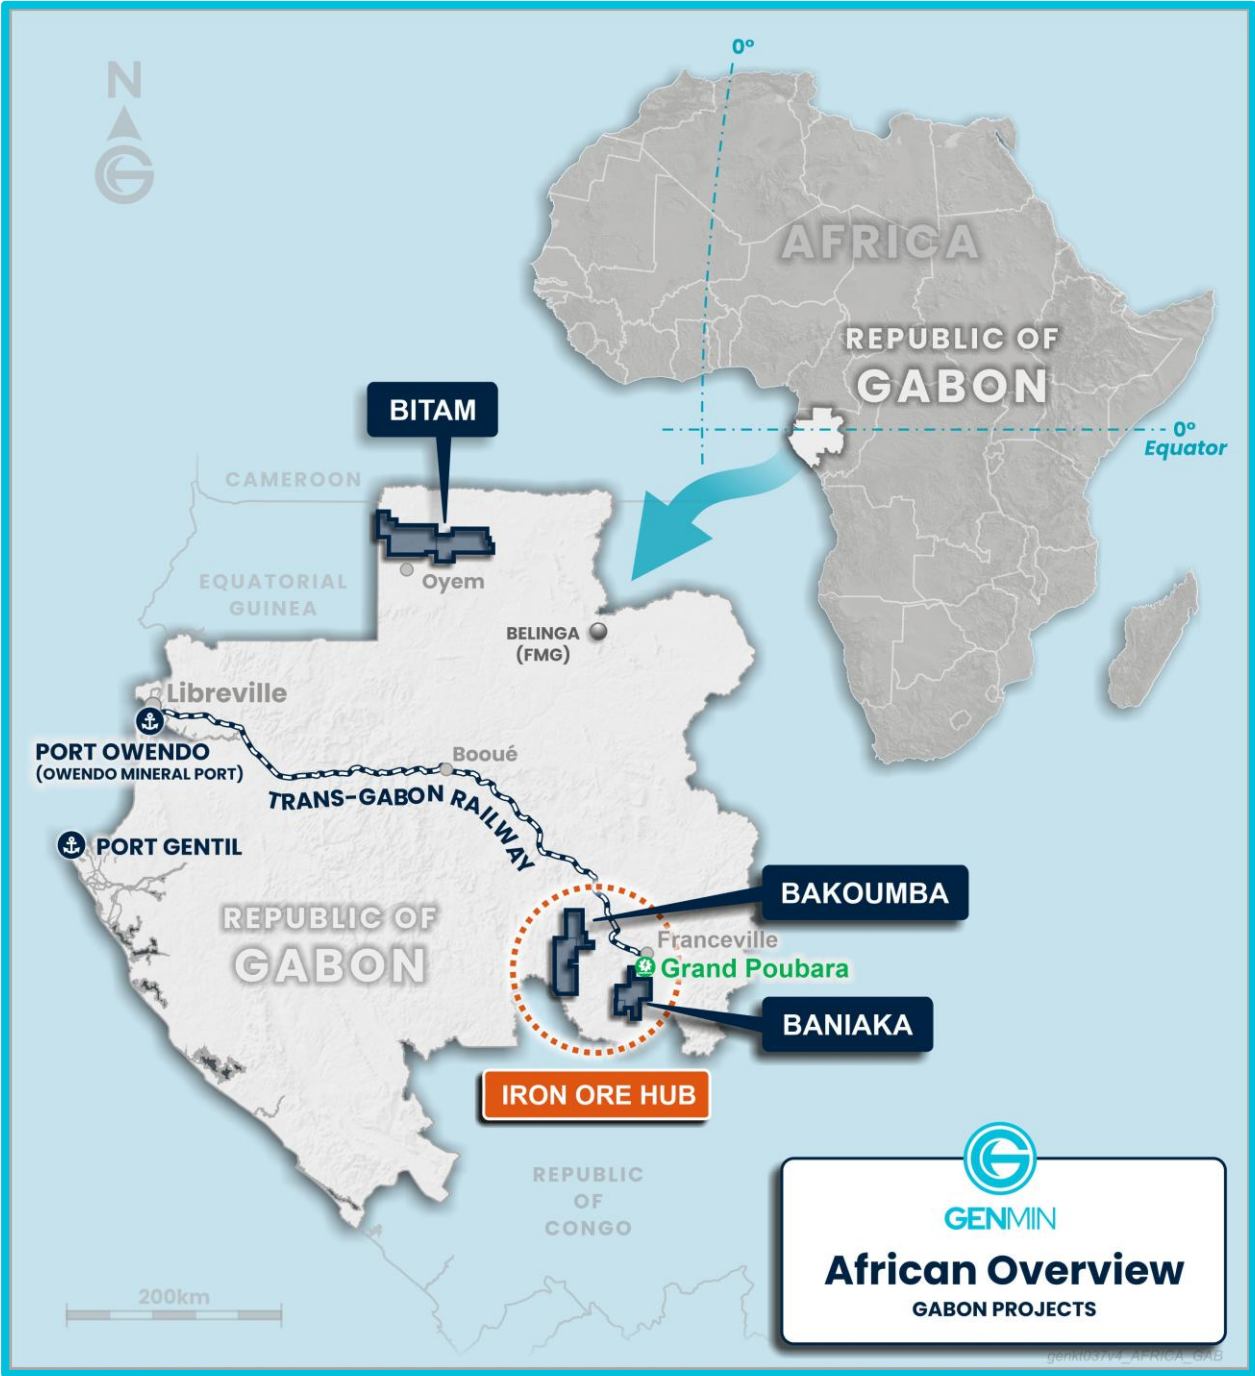 N
0°
AFRICA
REPUBLIC OF
GABON
0°
Equator
BITAM
CAMEROON
EQUATORIAL
GUINEA
Oyem
BELINGA
(FMG)
Libreville
PORT OWENDO
(OWENDO MINERAL PORT)
Booué
TRANS-GABON RAILWAY
PORT GENTIL
REPUBLIC OF
GABON
BAKOUMBA
Franceville
Grand Poubara
BANIAKA
IRON ORE HUB
REPUBLIC
OF
CONGO
200km
GENMIN
African Overview
GABON PROJECTS
genkt037v4_AFRICA_GAB